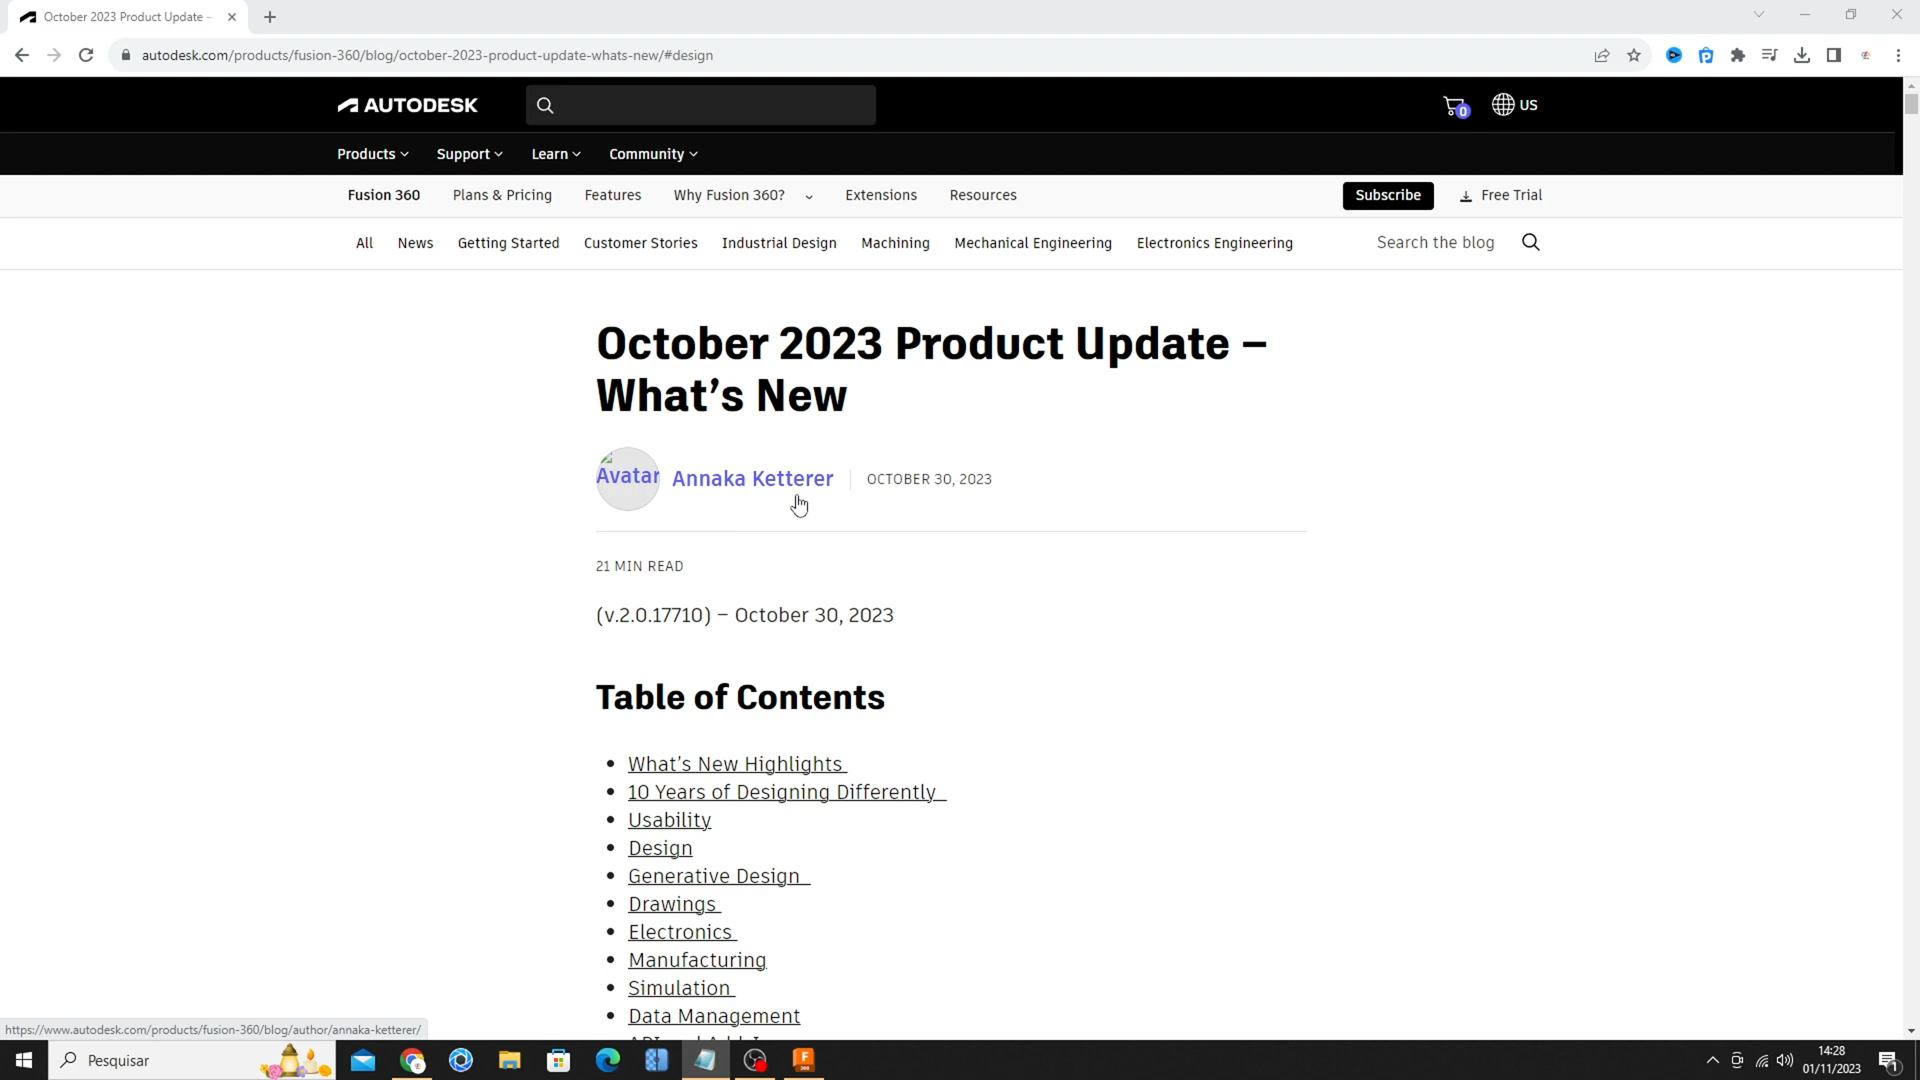 October 2023 Product Update -
autodesk.com/products/fusion-360/blog/october-2023-product-update-whats-new/#design
AUTODESK
0
US
Products
Support
Learn
Community
Fusion 360
Plans & Pricing
Features
Why Fusion 360?
Extensions
Resources
Subscribe
Free Trial
All
News
Getting Started
Customer Stories
Industrial Design
Machining
Mechanical Engineering
Electronics Engineering
Search the blog
October 2023 Product Update –
What’s New
Avatar
Annaka Ketterer
OCTOBER 30, 2023
21 MIN READ
(v.2.0.17710) – October 30, 2023
Table of Contents
What’s New Highlights
10 Years of Designing Differently
Usability
Design
Generative Design
Drawings
Electronics
Manufacturing
Simulation
Data Management
https://www.autodesk.com/products/fusion-360/blog/author/annaka-ketterer/
Pesquisar
F
360
14:28
01/11/2023
1